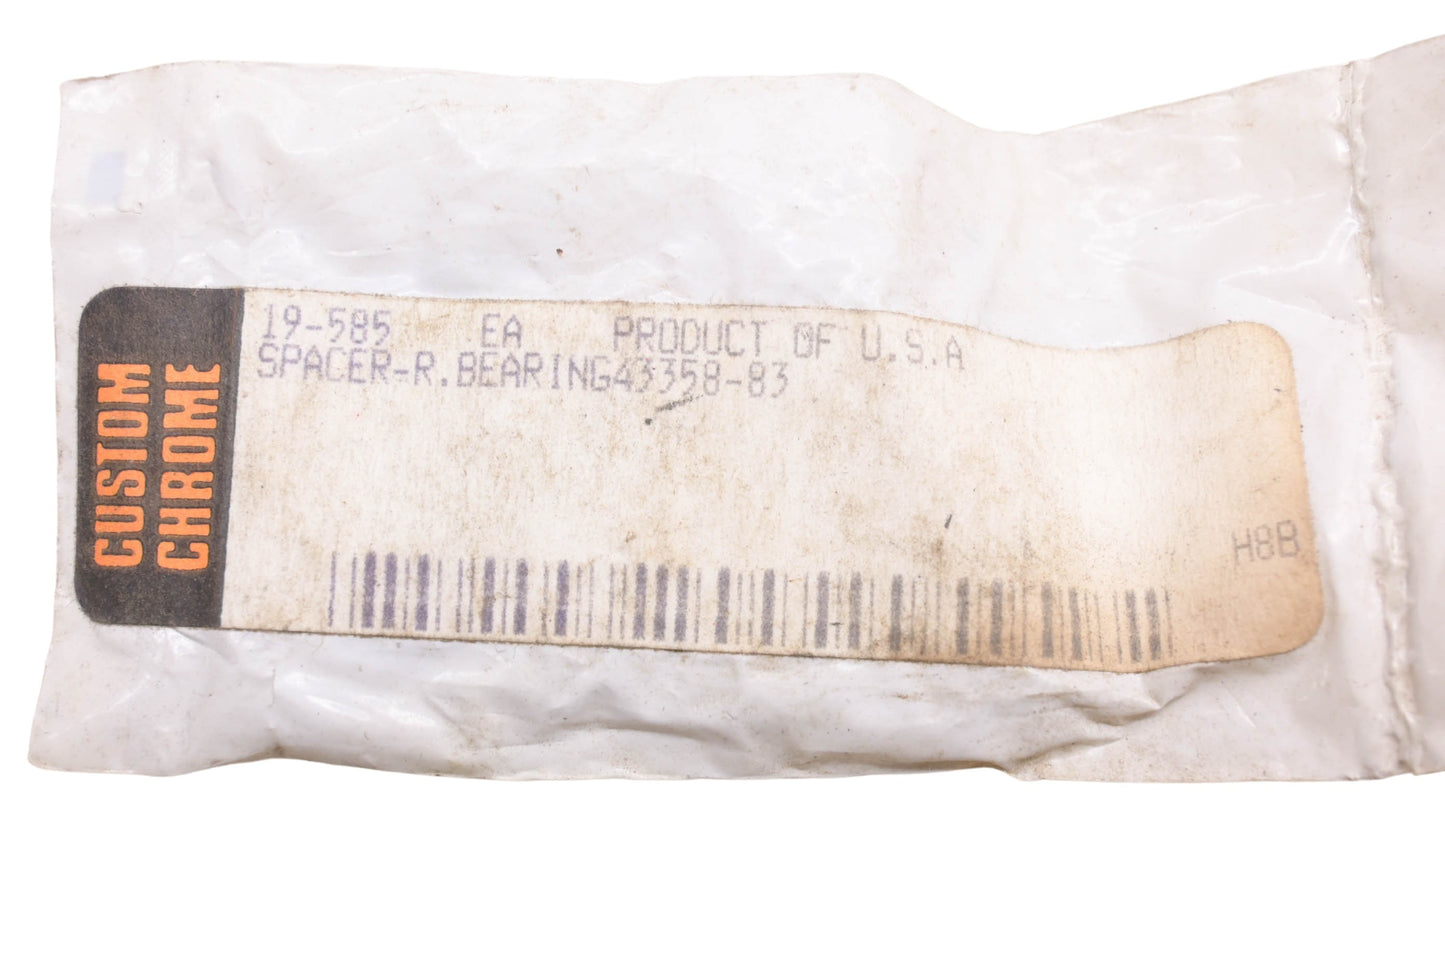 CUSTOM
CHROME
19-585 EA PRODUCT OF U.S.A
SPACER-R.BEARING43358-83
H8B